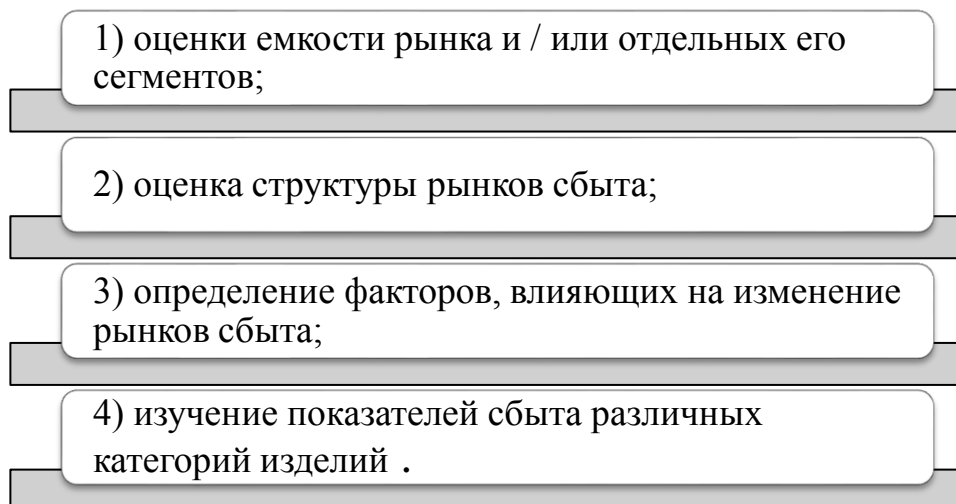 1) оценки емкости рынка и / или отдельных его
сегментов;
2) оценка структуры рынков сбыта;
3) определение факторов, влияющих на изменение
рынков сбыта;
4) изучение показателей сбыта различных
категорий изделий .